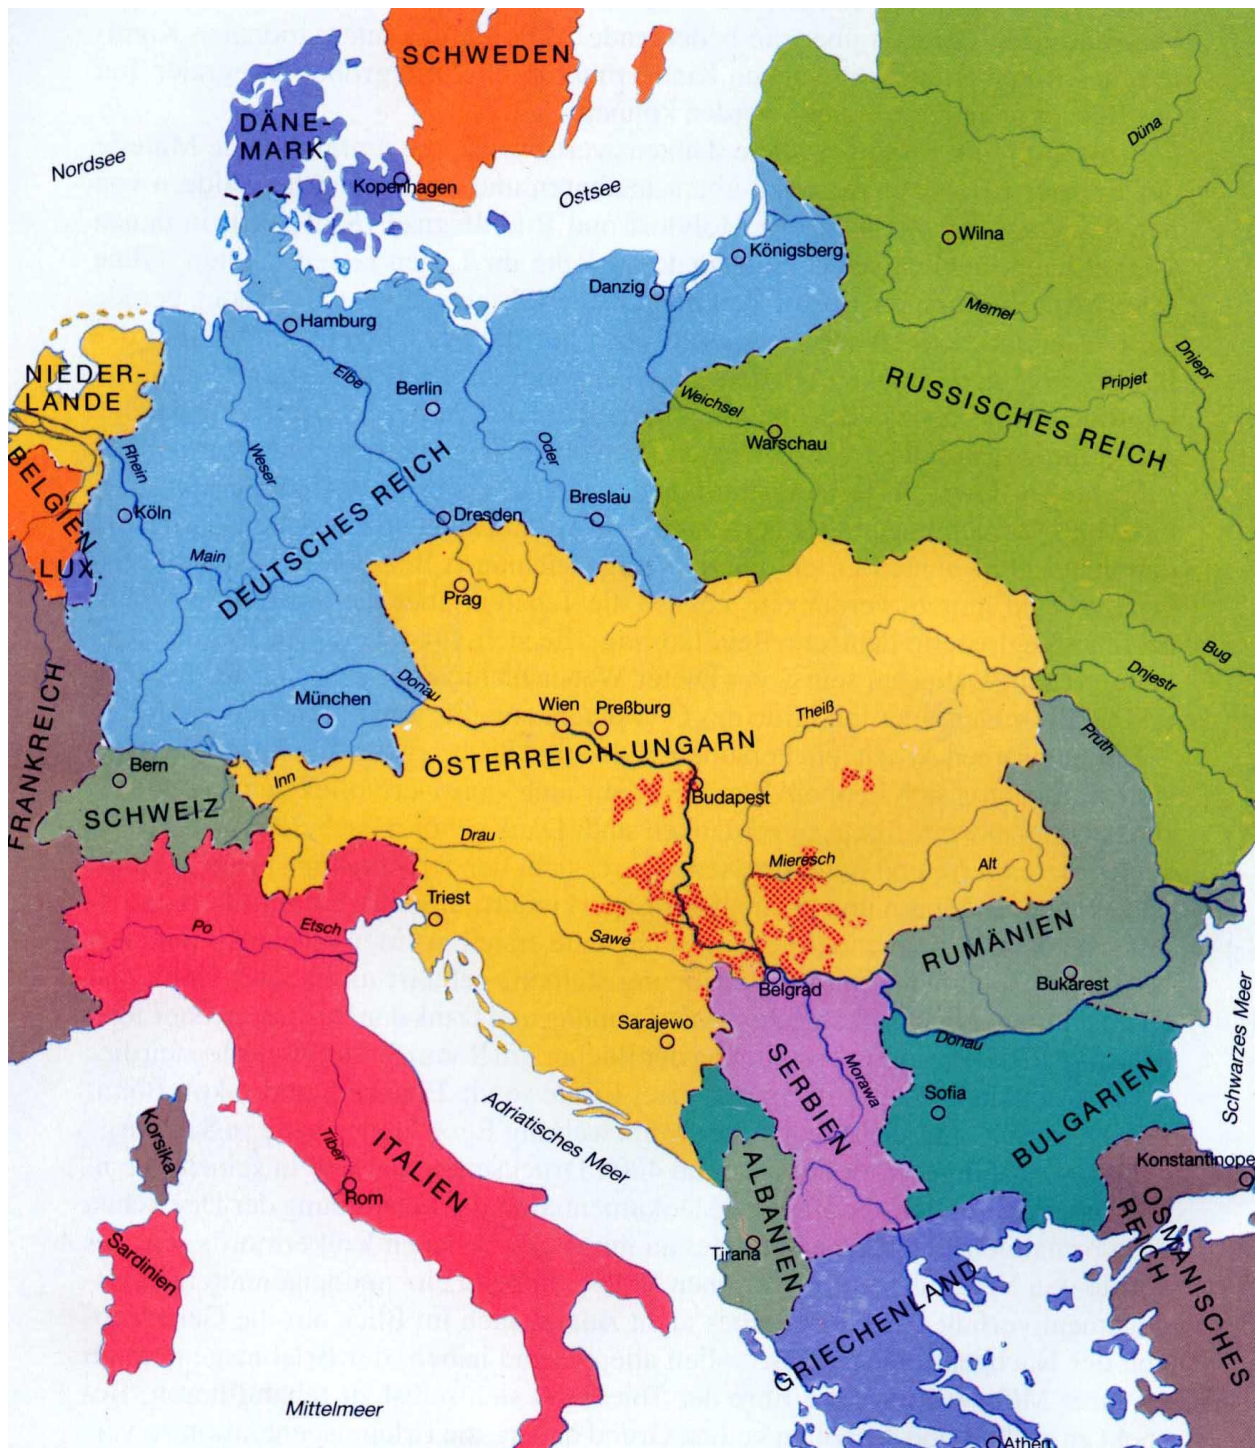 SCHWEDEN
DÄNE-
MARK
Nordsee
Kopenhagen
Ostsee
Düna
Wilna
Königsberg
Danzig
Memel
Hamburg
NIEDER-
LANDE
Elbe
Berlin
Weichsel
Dnjepr
Pripjet
RUSSISCHES REICH
Warschau
BELGIEN
Rhein
Weser
Oder
Köln
DEUTSCHES REICH
Breslau
Dresden
LUX.
Main
Prag
Bug
Dnjestr
FRANKREICH
München
Donau
Wien
Preßburg
Theiß
Pruth
ÖSTERREICH-UNGARN
Bern
Inn
Budapest
SCHWEIZ
Drau
Mieresch
Alt
Triest
Po
Etsch
Sawe
RUMÄNIEN
Belgrad
Bukarest
Schwarzes Meer
Sarajewo
Donau
SERBIEN
Morawa
Sofia
BULGARIEN
Korsika
Adriatisches Meer
Tiber
ITALIEN
Rom
ALBANIEN
Konstantinopel
OSMANISCHES
REICH
Sardinien
Tirana
GRIECHENLAND
Mittelmeer
Athen